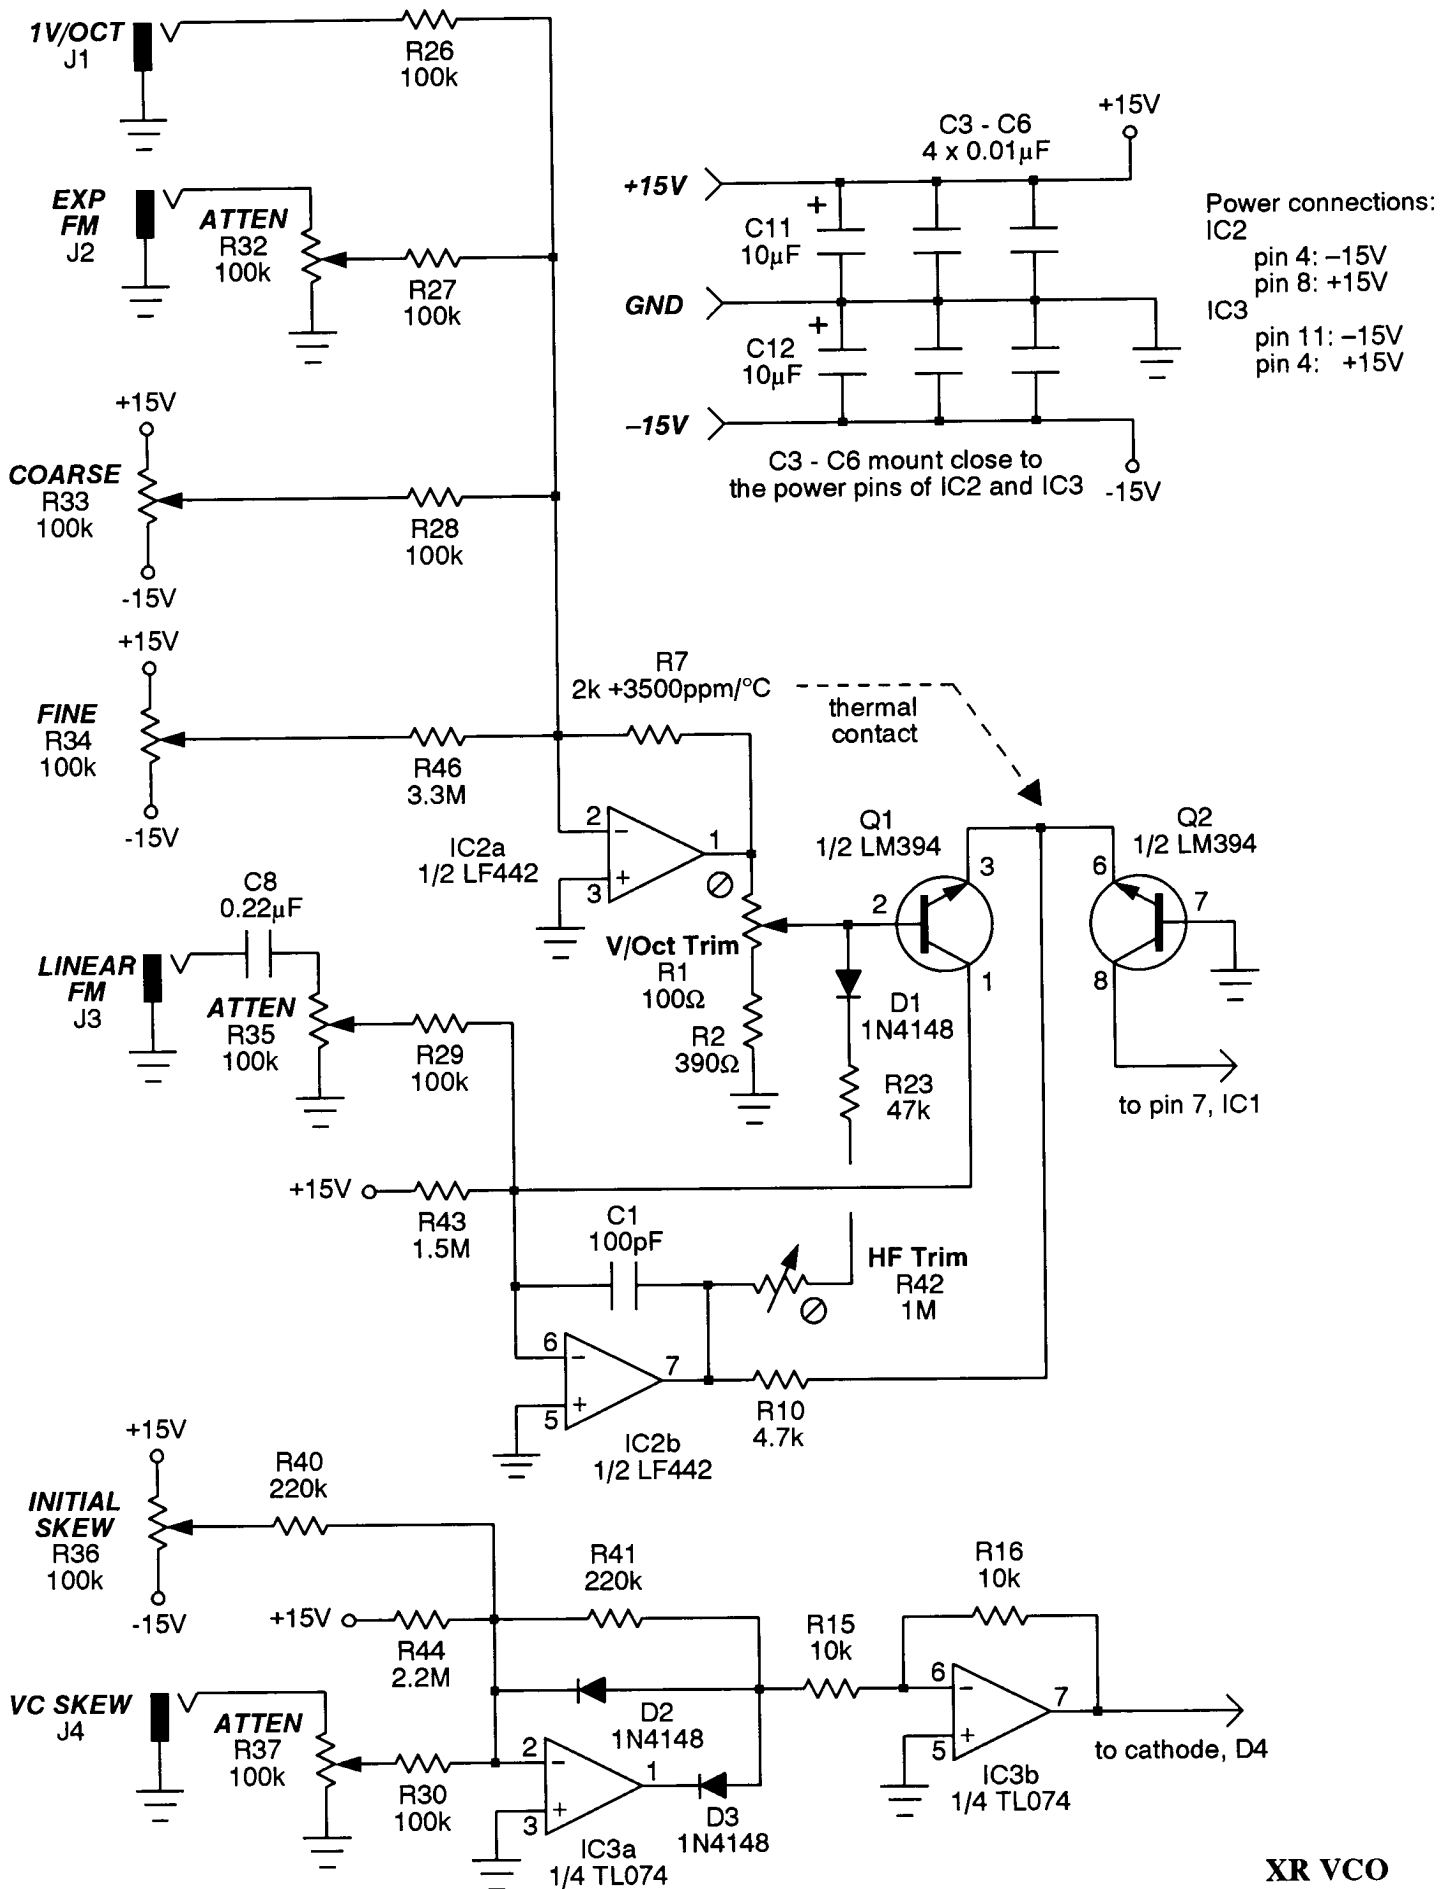 1V/OCT
J1
R26
100k
EXP
FM
J2
ATTEN
R32
100k
R27
100k
+15V
COARSE
R33
100k
-15V
R28
100k
+15V
FINE
R34
100k
-15V
R46
3.3M
R7
2k +3500ppm/°C
thermal
contact
C3 - C6
4 x 0.01µF
+15V
+15V
+
C11
10µF
GND
+
C12
10µF
–15V
-15V
C3 - C6 mount close to
the power pins of IC2 and IC3
Power connections:
IC2
pin 4: –15V
pin 8: +15V
IC3
pin 11: –15V
pin 4: +15V
2
−
3
+
1
IC2a
1/2 LF442
V/Oct Trim
R1
100Ω
R2
390Ω
Q1
1/2 LM394
2
3
1
Q2
1/2 LM394
6
7
8
to pin 7, IC1
D1
1N4148
R23
47k
C8
0.22µF
LINEAR
FM
J3
ATTEN
R35
100k
R29
100k
+15V
R43
1.5M
C1
100pF
HF Trim
R42
1M
6
−
5
+
7
IC2b
1/2 LF442
R10
4.7k
+15V
INITIAL
SKEW
R36
100k
-15V
R40
220k
+15V
R44
2.2M
R41
220k
VC SKEW
J4
ATTEN
R37
100k
R30
100k
D2
1N4148
2
−
3
+
1
IC3a
1/4 TL074
D3
1N4148
R15
10k
R16
10k
6
−
5
+
7
IC3b
1/4 TL074
to cathode, D4
XR VCO